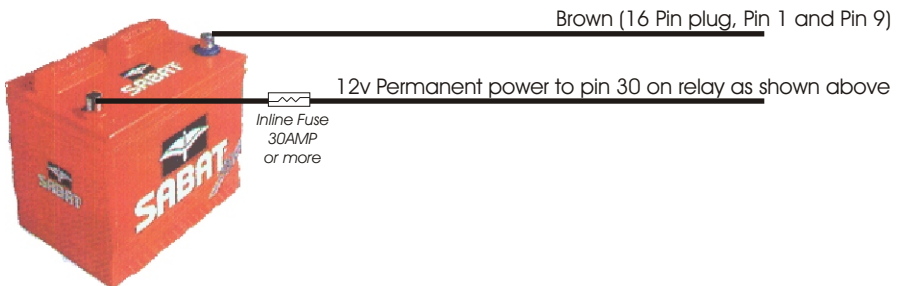 Brown (16 Pin plug, Pin 1 and Pin 9)
SABAT
12v Permanent power to pin 30 on relay as shown above
Inline Fuse
30AMP
or more
SABAT
SABAT